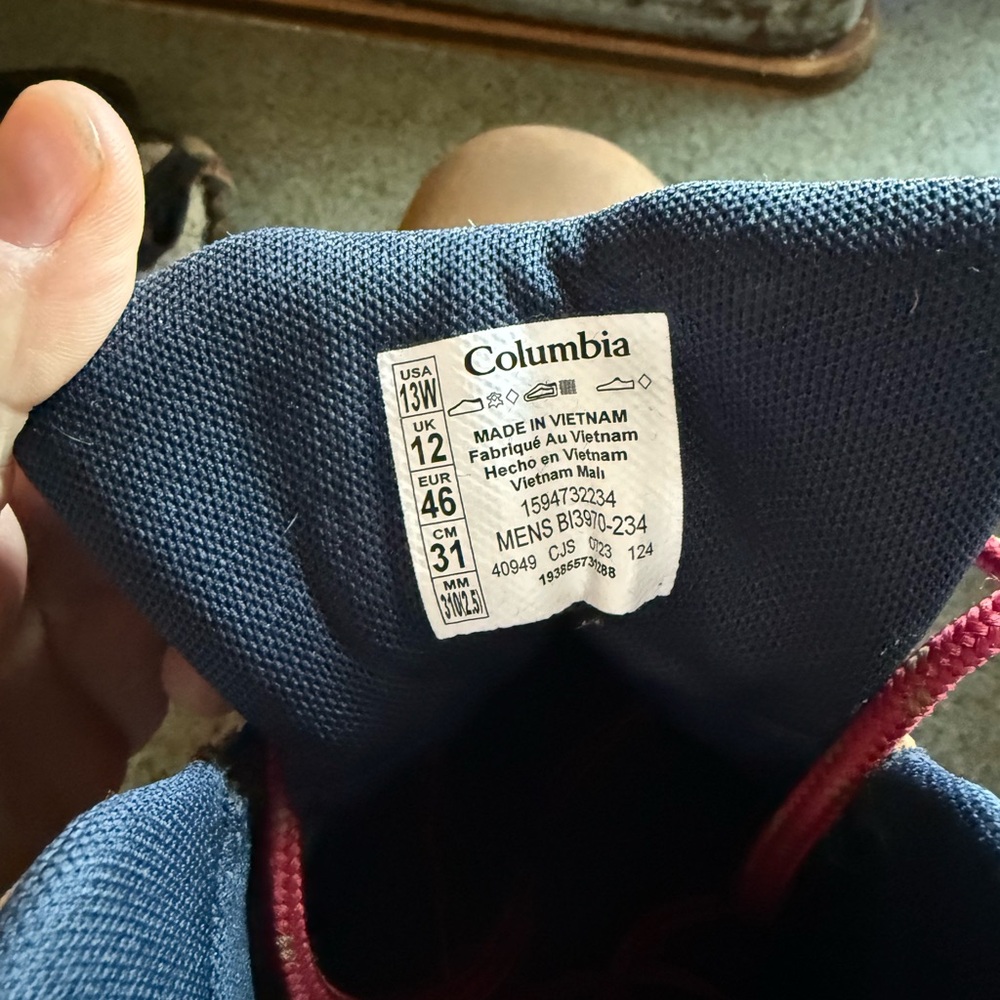 Columbia
USA
13W
UK
12
EUR
46
CM
31
MM
310(2.5)
MADE IN VIETNAM
Fabriqué Au Vietnam
Hecho en Vietnam
Vietnam Malı
1594732234
MENS BI3970-234
40949 CJS 0723 124